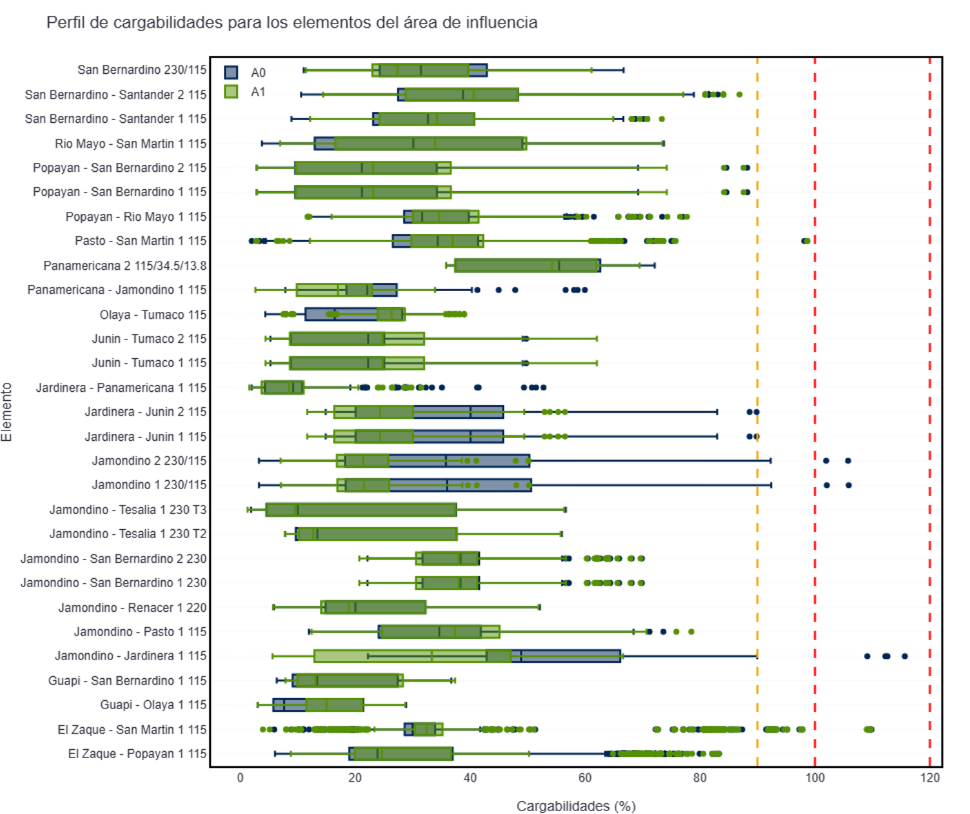 Perfil de cargabilidades para los elementos del área de influencia
A0
A1
San Bernardino 230/115
San Bernardino - Santander 2 115
San Bernardino - Santander 1 115
Rio Mayo - San Martin 1 115
Popayan - San Bernardino 2 115
Popayan - San Bernardino 1 115
Popayan - Rio Mayo 1 115
Pasto - San Martin 1 115
Panamericana 2 115/34.5/13.8
Panamericana - Jamondino 1 115
Olaya - Tumaco 115
Junin - Tumaco 2 115
Junin - Tumaco 1 115
Jardinera - Panamericana 1 115
Jardinera - Junin 2 115
Jardinera - Junin 1 115
Jamondino 2 230/115
Jamondino 1 230/115
Jamondino - Tesalia 1 230 T3
Jamondino - Tesalia 1 230 T2
Jamondino - San Bernardino 2 230
Jamondino - San Bernardino 1 230
Jamondino - Renacer 1 220
Jamondino - Pasto 1 115
Jamondino - Jardinera 1 115
Guapi - San Bernardino 1 115
Guapi - Olaya 1 115
El Zaque - San Martin 1 115
El Zaque - Popayan 1 115
Elemento
0 20 40 60 80 100 120
Cargabilidades (%)